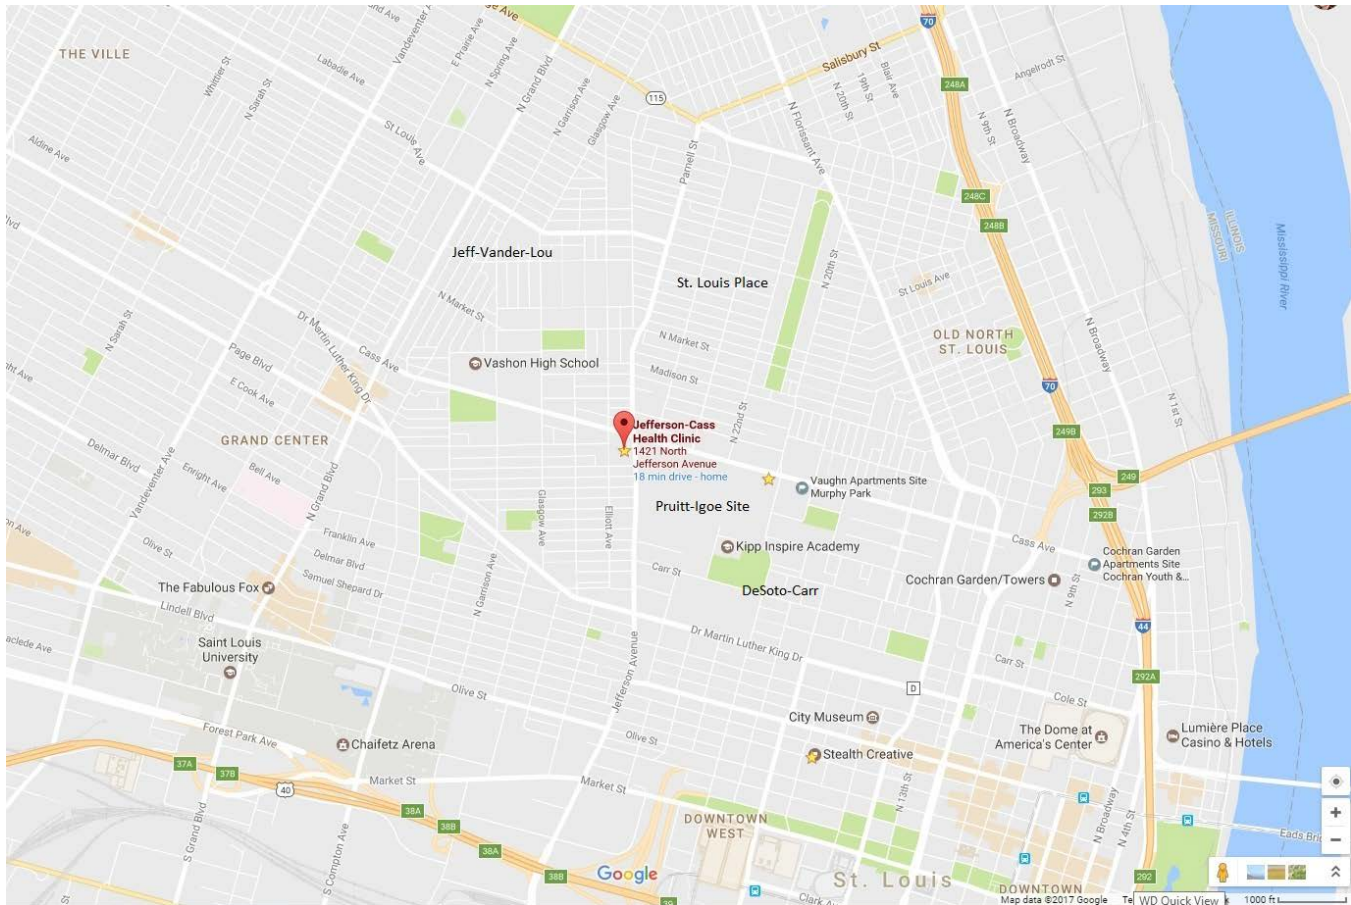 THE VILLE
Whittier St
N Sarah St
Labadie Ave
Vandeventer Ave
E Prairie Ave
N Spring Ave
N Grand Blvd
N Garrison Ave
Glasgow Ave
St Louis Ave
Aldine Ave
115
Salisbury St
Blair Ave
19th St
N 20th St
N Florissant Ave
Parnell St
70
248A
Angelrodt St
N 9th St
N Broadway
248C
248B
ILLINOIS
MISSOURI
Mississippi River
Jeff-Vander-Lou
St. Louis Place
N 20th St
St Louis Ave
OLD NORTH
ST. LOUIS
N Broadway
N Market St
N Market St
Madison St
Dr Martin Luther King Dr
Cass Ave
N Sarah St
Page Blvd
E Cook Ave
Vashon High School
70
N 1st St
GRAND CENTER
Delmar Blvd
Enright Ave
Bell Ave
Vandeventer Ave
N Grand Blvd
Jefferson-Cass
Health Clinic
1421 North
Jefferson Avenue
18 min drive - home
N 22nd St
249B
249
293
292B
Vaughn Apartments Site
Murphy Park
Pruitt-Igoe Site
Glasgow Ave
Elliott Ave
Franklin Ave
Delmar Blvd
Samuel Shepard Dr
Olive St
N Garrison Ave
Kipp Inspire Academy
Carr St
DeSoto-Carr
Cass Ave
Cochran Garden
Apartments Site
Cochran Youth &...
Cochran Garden/Towers
N 9th St
44
The Fabulous Fox
Lindell Blvd
Saint Louis
University
Dr Martin Luther King Dr
Carr St
Cole St
292A
D
Jefferson Avenue
Olive St
Olive St
City Museum
Stealth Creative
The Dome at
America's Center
Lumière Place
Casino & Hotels
Forest Park Ave
Chaifetz Arena
Market St
Market St
37A
37B
40
38A
38B
38A
38B
39
S Grand Blvd
S Compton Ave
N 13th St
N Broadway
N 4th St
Eads
DOWNTOWN
WEST
St. Louis
DOWNTOWN
292
Google
Map data ©2017 Google
WD Quick View
1000 ft